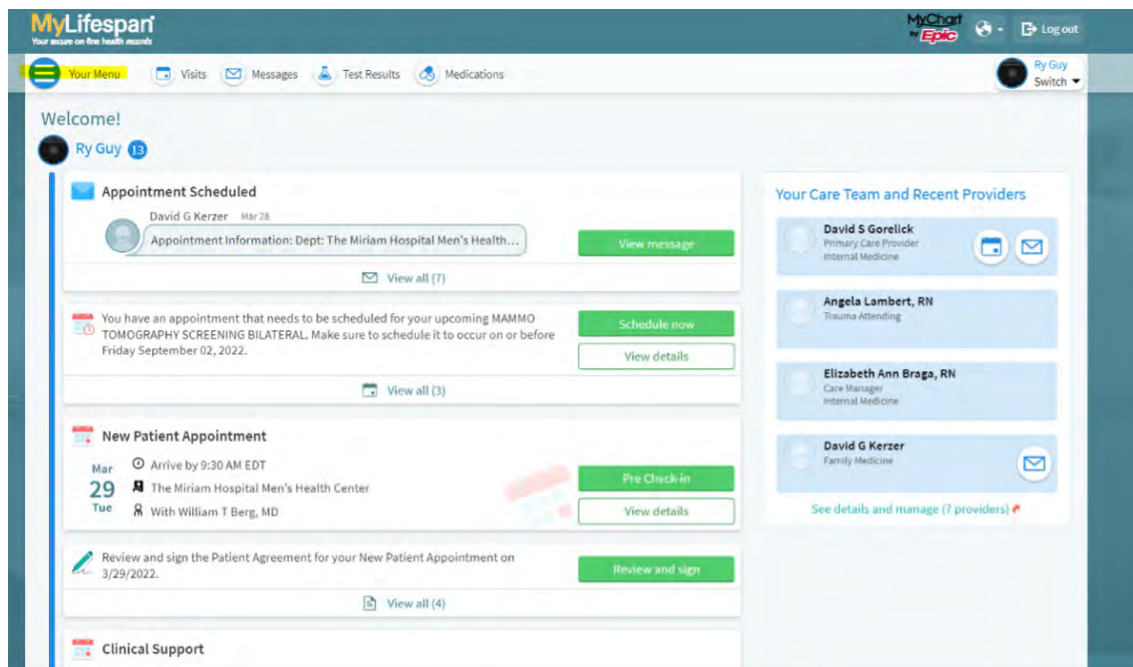 MyLifespan
Your secure on-line health records
MyChart
by Epic
Log out
Your Menu
Visits
Messages
Test Results
Medications
Ry Guy
Switch
Welcome!
Ry Guy 13
Appointment Scheduled
David G Kerzer Mar 28
Appointment Information: Dept: The Miriam Hospital Men's Health...
View message
View all (7)
You have an appointment that needs to be scheduled for your upcoming MAMMO
TOMOGRAPHY SCREENING BILATERAL. Make sure to schedule it to occur on or before
Friday September 02, 2022.
Schedule now
View details
View all (3)
New Patient Appointment
Mar
29
Tue
Arrive by 9:30 AM EDT
The Miriam Hospital Men's Health Center
With William T Berg, MD
Pre Check-in
View details
Review and sign the Patient Agreement for your New Patient Appointment on
3/29/2022.
Review and sign
View all (4)
Clinical Support
Your Care Team and Recent Providers
David S Gorelick
Primary Care Provider
Internal Medicine
Angela Lambert, RN
Trauma Attending
Elizabeth Ann Braga, RN
Care Manager
Internal Medicine
David G Kerzer
Family Medicine
See details and manage (7 providers)